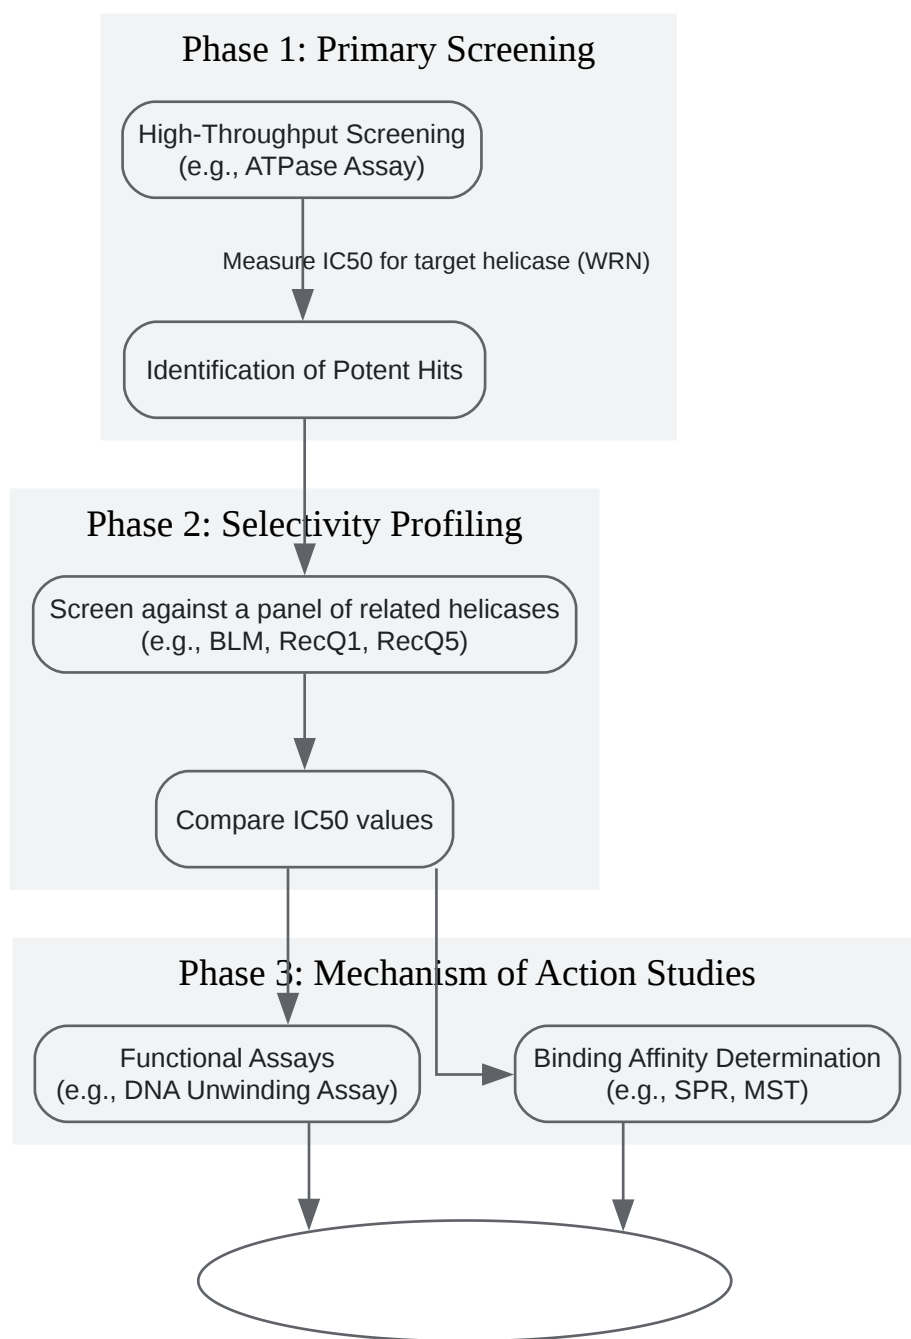 Phase 1: Primary Screening
High-Throughput Screening
(e.g., ATPase Assay)
Measure IC50 for target helicase (WRN)
Identification of Potent Hits
Phase 2: Selectivity Profiling
Screen against a panel of related helicases
(e.g., BLM, RecQ1, RecQ5)
Compare IC50 values
Phase 3: Mechanism of Action Studies
Functional Assays
(e.g., DNA Unwinding Assay)
Binding Affinity Determination
(e.g., SPR, MST)